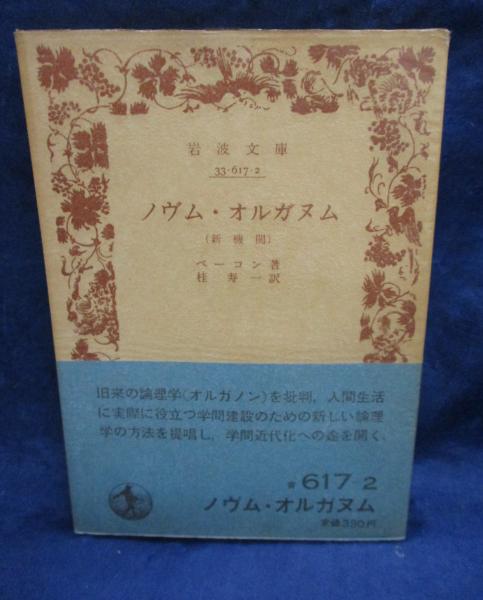 岩波文庫
33-617-2
ノヴム・オルガヌム
(新機関)
ベーコン著
桂寿一訳
旧来の論理学(オルガノン)を批判,人間生活
に実際に役立つ学問建設のための新しい論理
学の方法を提唱し,学問近代化への途を開く.
青 617-2
ノヴム・オルガヌム
定価350円